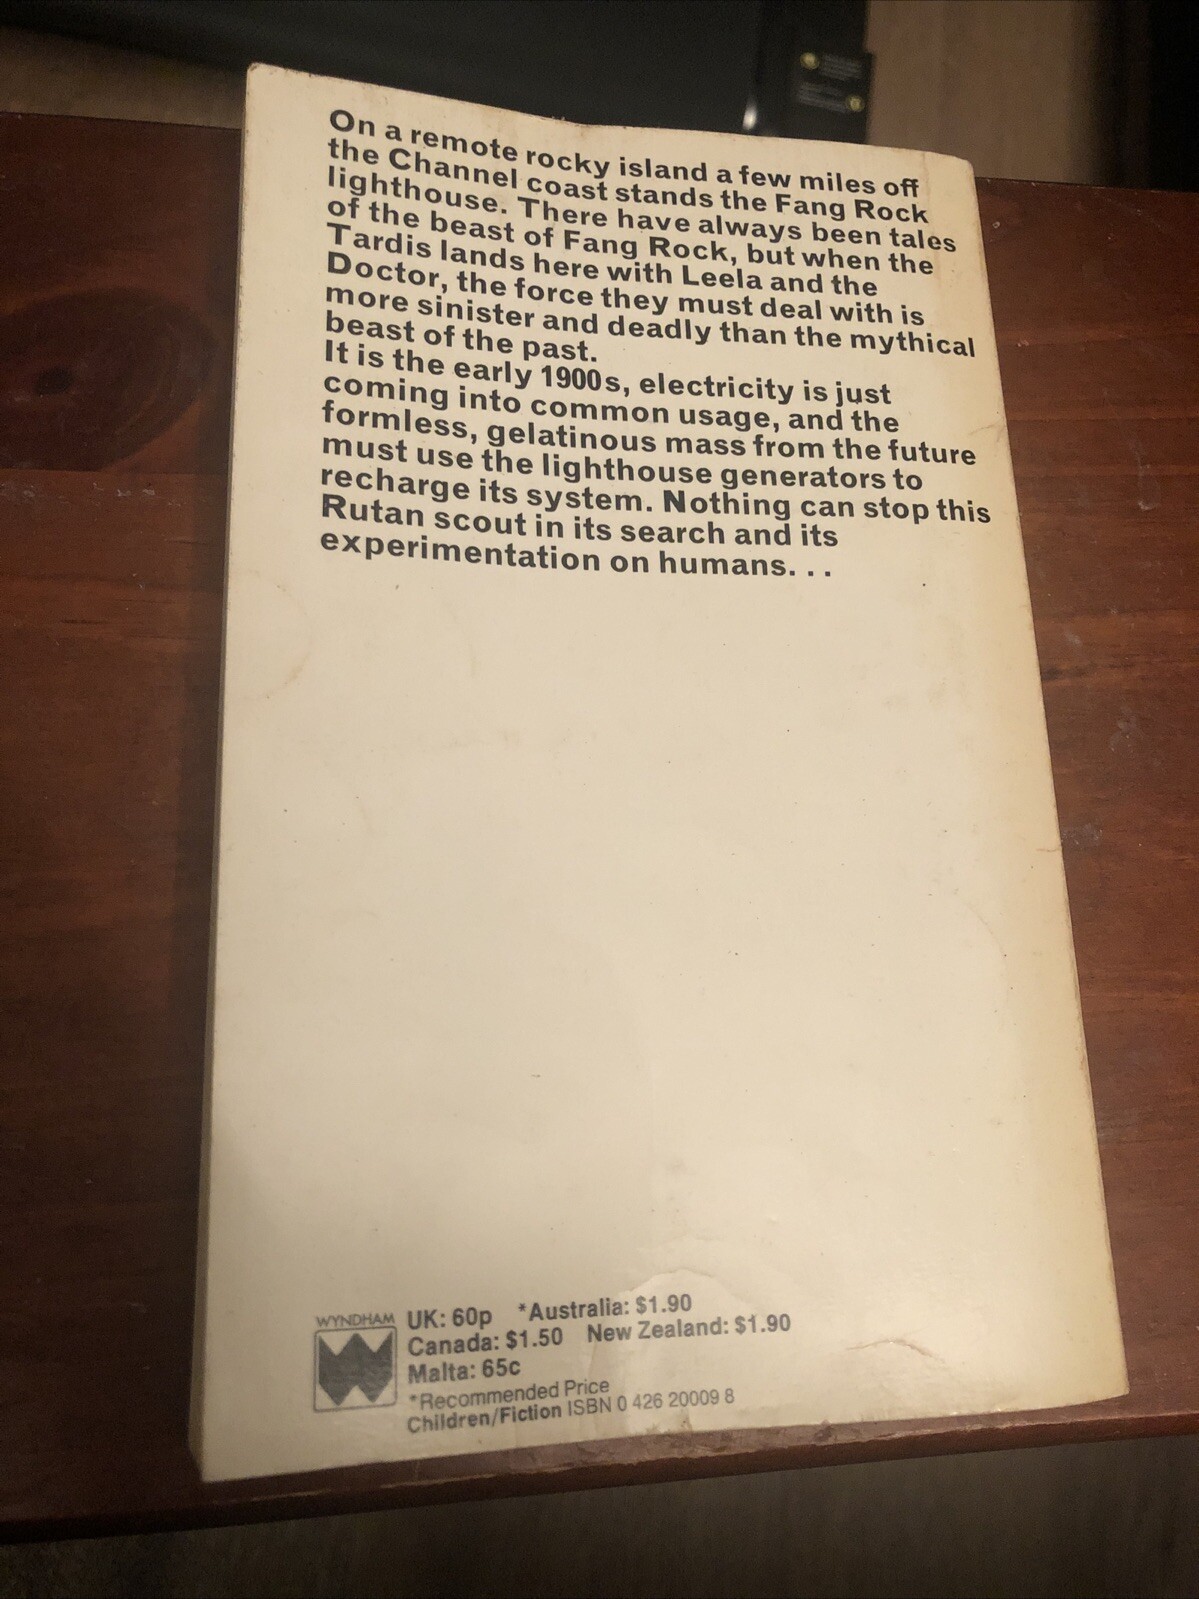 On a remote rocky island a few miles off
the Channel coast stands the Fang Rock
lighthouse. There have always been tales
of the beast of Fang Rock, but when the
Tardis lands here with Leela and the
Doctor, the force they must deal with is
more sinister and deadly than the mythical
beast of the past.
It is the early 1900s, electricity is just
coming into common usage, and the
formless, gelatinous mass from the future
must use the lighthouse generators to
recharge its system. Nothing can stop this
Rutan scout in its search and its
experimentation on humans. . .
WYNDHAM
UK: 60p *Australia: $1.90
Canada: $1.50 New Zealand: $1.90
Malta: 65c
*Recommended Price
Children/Fiction ISBN 0 426 20009 8